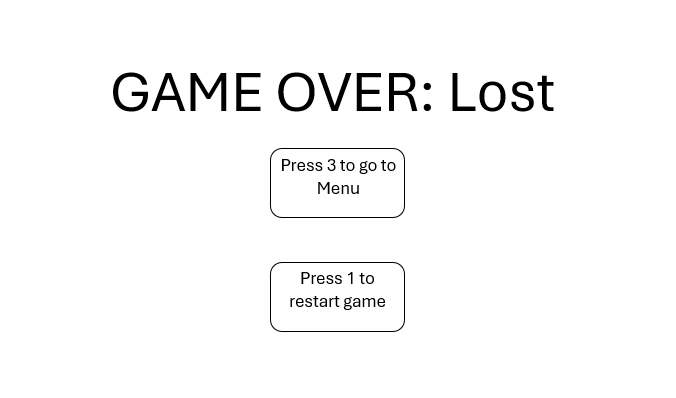 GAME OVER: Lost
Press 3 to go to
Menu
Press 1 to
restart game